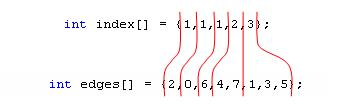 int index[] = {1,1,1,2,3};
int edges[] = {2,0,6,4,7,1,3,5};